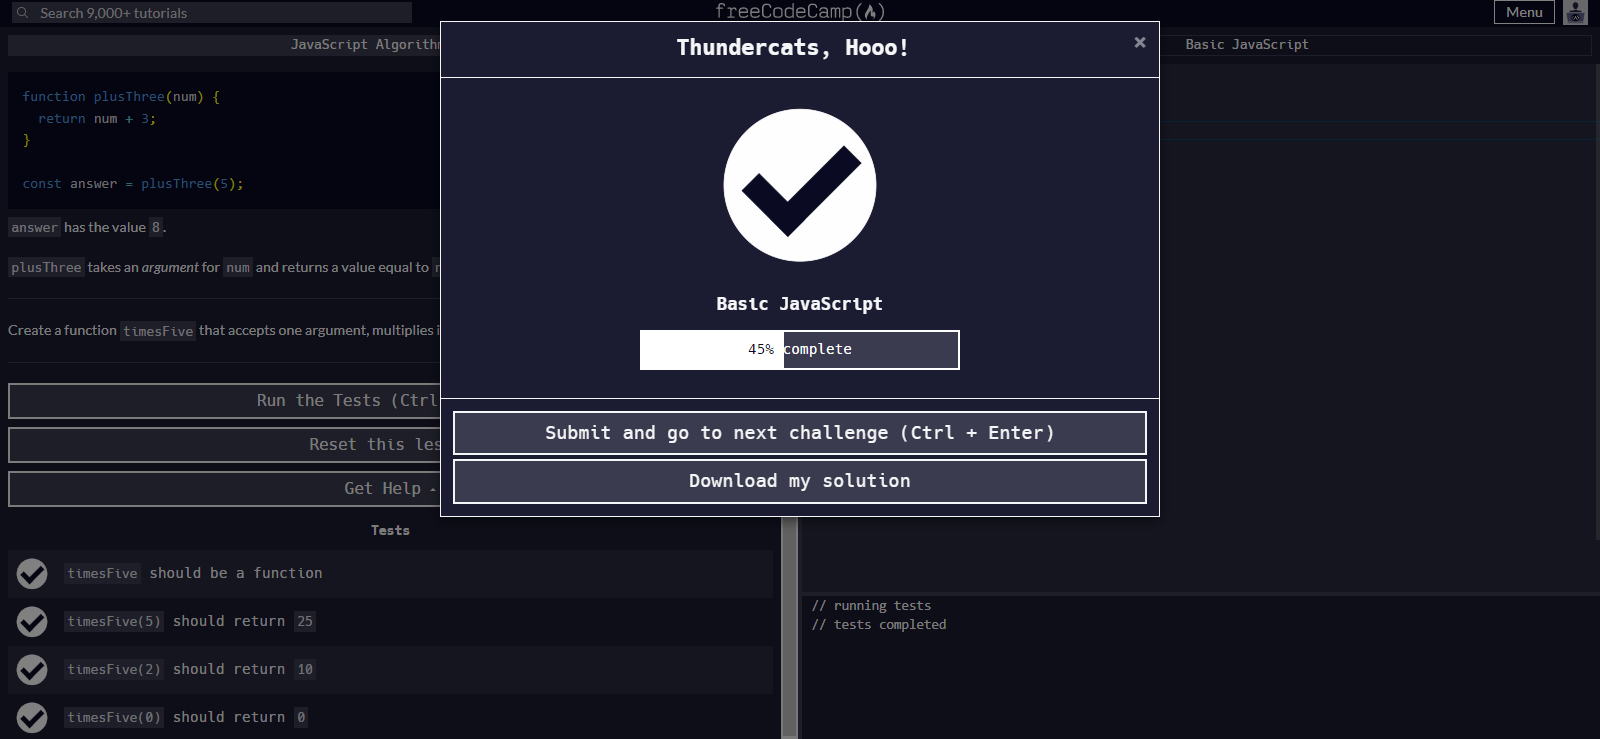 Search 9,000+ tutorials
freeCodeCamp
Menu
JavaScript
Basic JavaScript
function plusThree(num) {
return num + 3;
}
const answer = plusThree(5);
answer has the value 8.
plusThree takes an argument for num and returns a value equal to
Create a function timesFive that accepts one argument, multiplies
Run the Tests (Ctrl
Reset this
Get Help
Tests
timesFive should be a function
timesFive(5) should return 25
timesFive(2) should return 10
timesFive(0) should return 0
Thundercats, Hooo!
×
Basic JavaScript
45% complete
Submit and go to next challenge (Ctrl + Enter)
Download my solution
// running tests
// tests completed